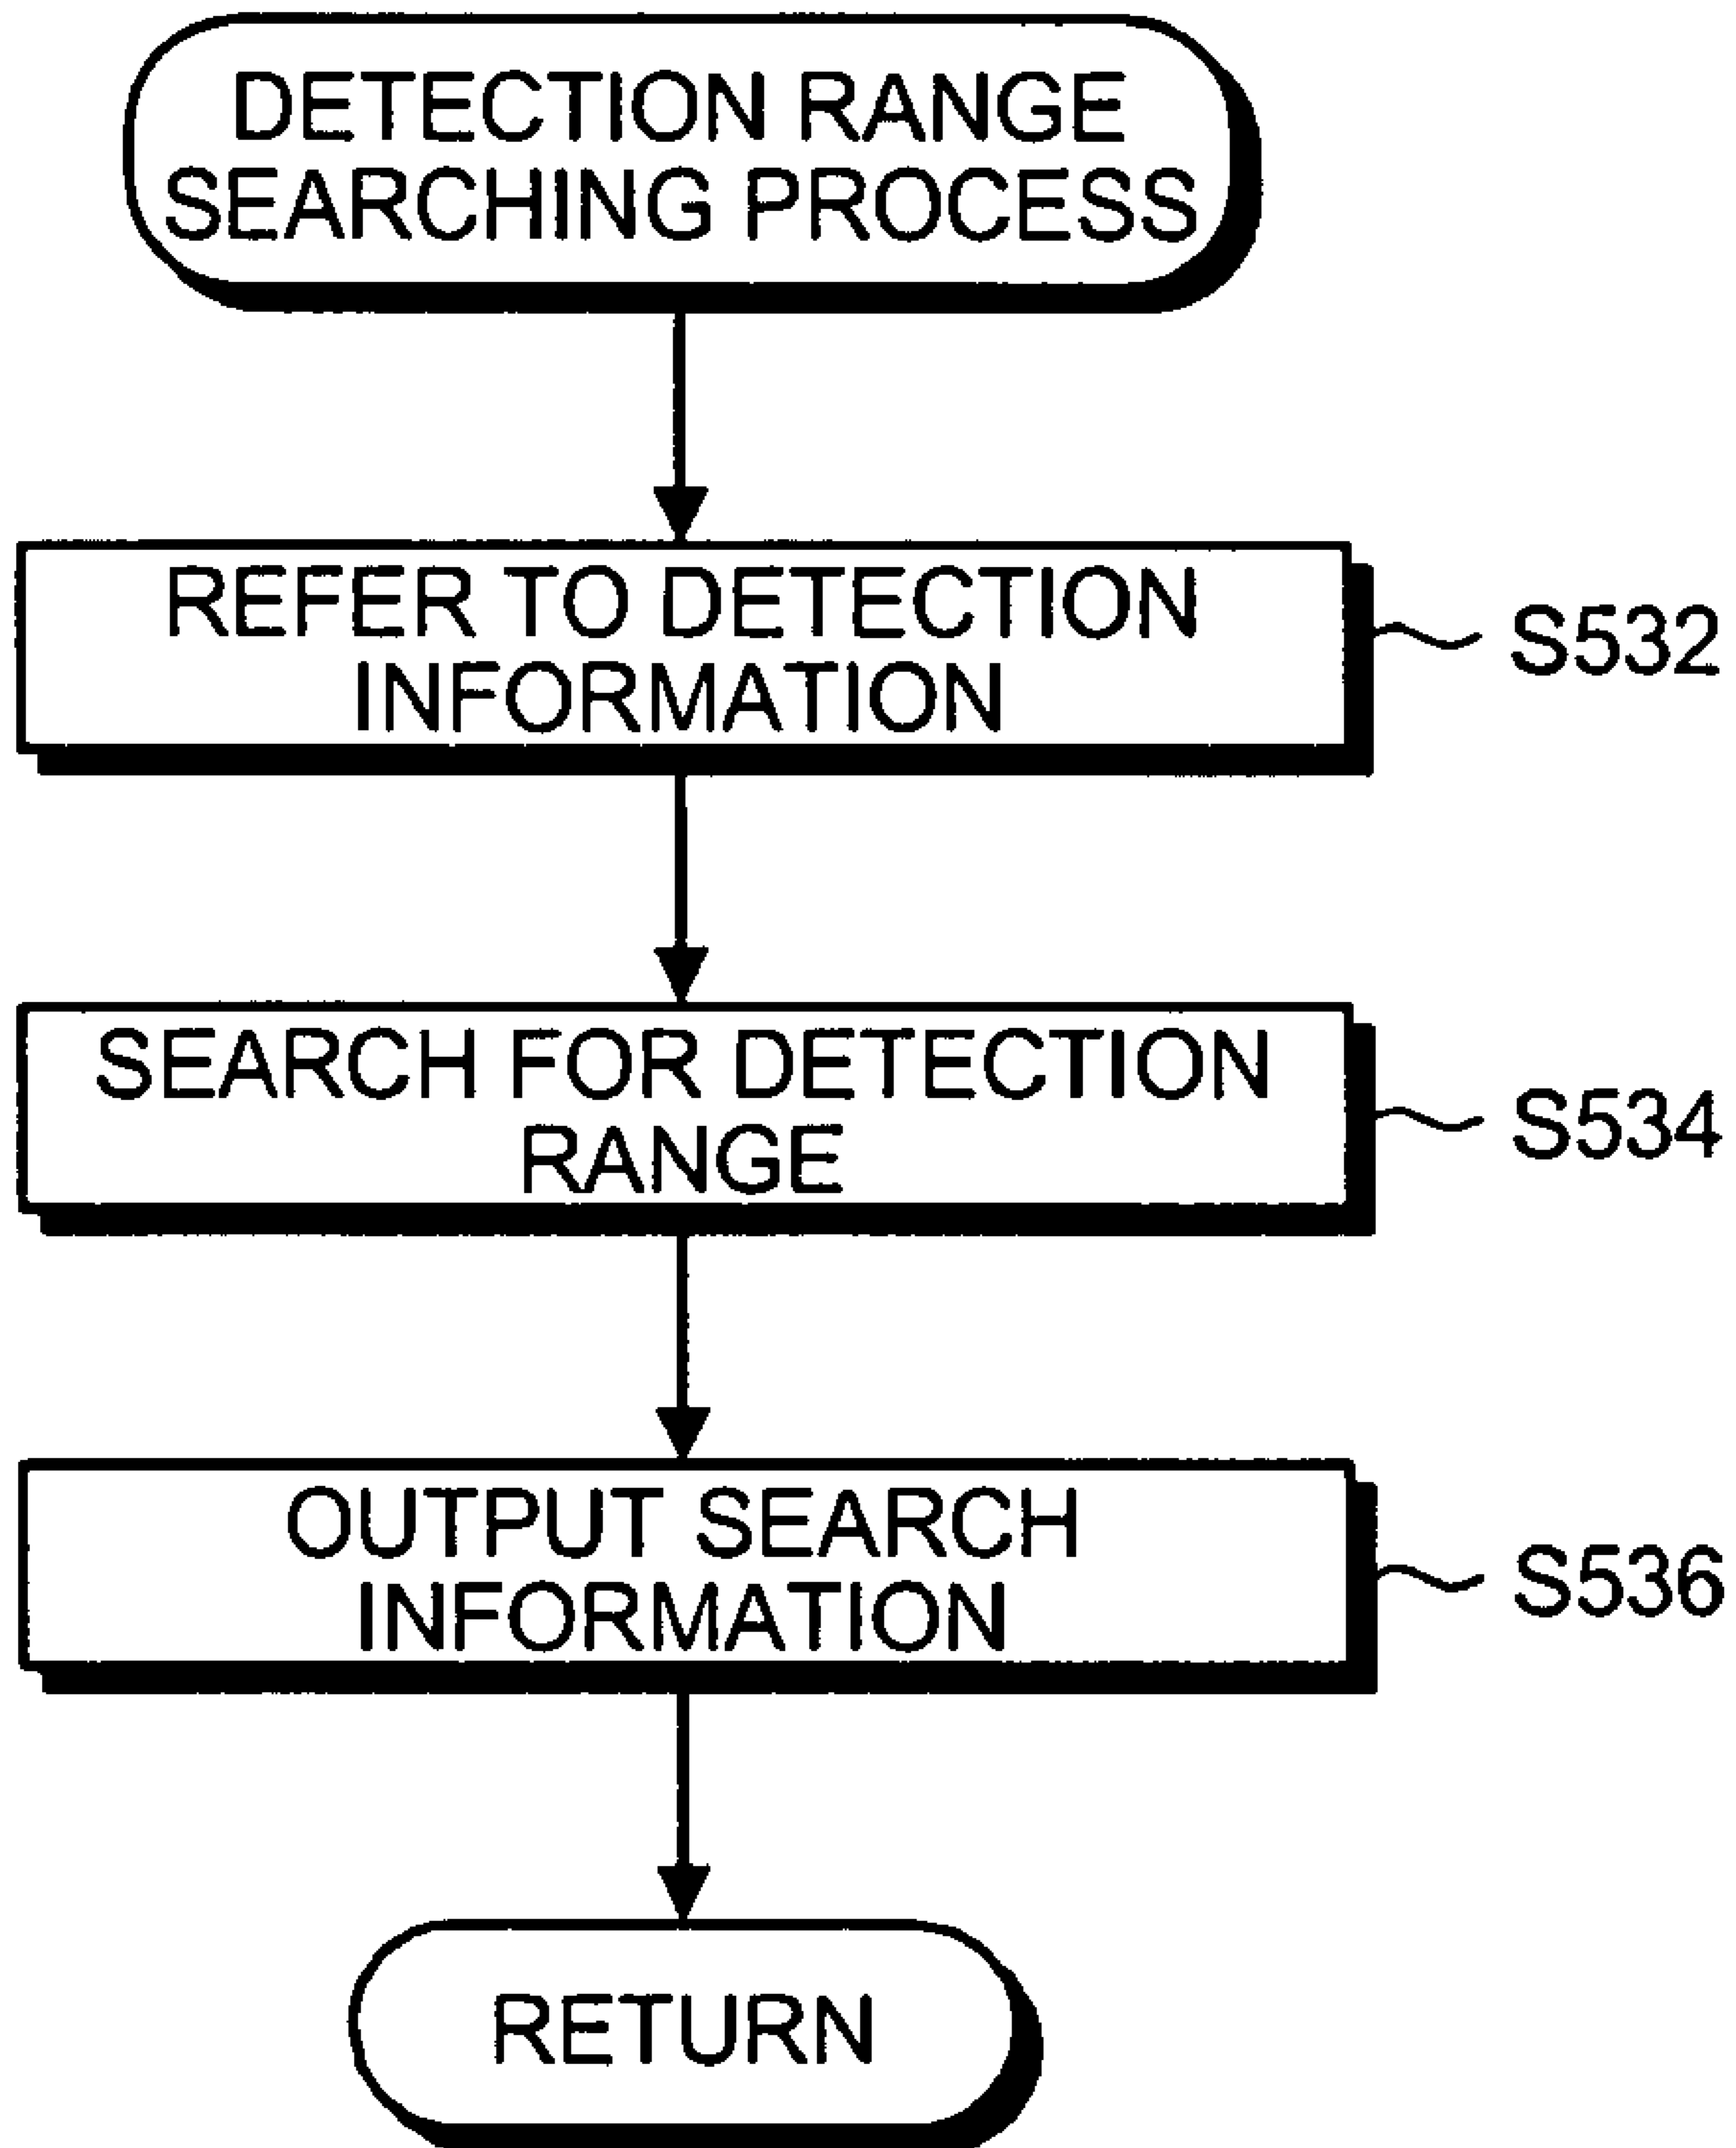 DETECTION RANGE
SEARCHING PROCESS
REFER TO DETECTION
INFORMATION
S532
SEARCH FOR DETECTION
RANGE
S534
OUTPUT SEARCH
INFORMATION
S536
RETURN